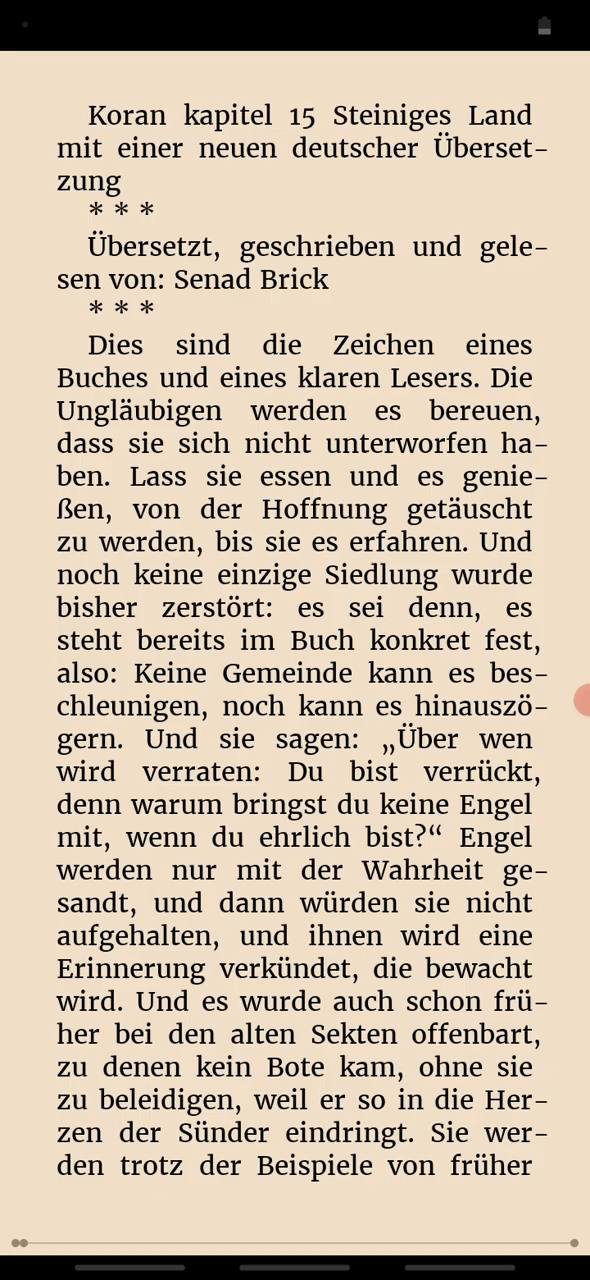 Koran kapitel 15 Steiniges Land
mit einer neuen deutscher Überset-
zung
* * *
Übersetzt, geschrieben und gele-
sen von: Senad Brick
* * *
Dies sind die Zeichen eines
Buches und eines klaren Lesers. Die
Ungläubigen werden es bereuen,
dass sie sich nicht unterworfen ha-
ben. Lass sie essen und es genie-
ßen, von der Hoffnung getäuscht
zu werden, bis sie es erfahren. Und
noch keine einzige Siedlung wurde
bisher zerstört: es sei denn, es
steht bereits im Buch konkret fest,
also: Keine Gemeinde kann es bes-
chleunigen, noch kann es hinauszö-
gern. Und sie sagen: „Über wen
wird verraten: Du bist verrückt,
denn warum bringst du keine Engel
mit, wenn du ehrlich bist?“ Engel
werden nur mit der Wahrheit ge-
sandt, und dann würden sie nicht
aufgehalten, und ihnen wird eine
Erinnerung verkündet, die bewacht
wird. Und es wurde auch schon frü-
her bei den alten Sekten offenbart,
zu denen kein Bote kam, ohne sie
zu beleidigen, weil er so in die Her-
zen der Sünder eindringt. Sie wer-
den trotz der Beispiele von früher